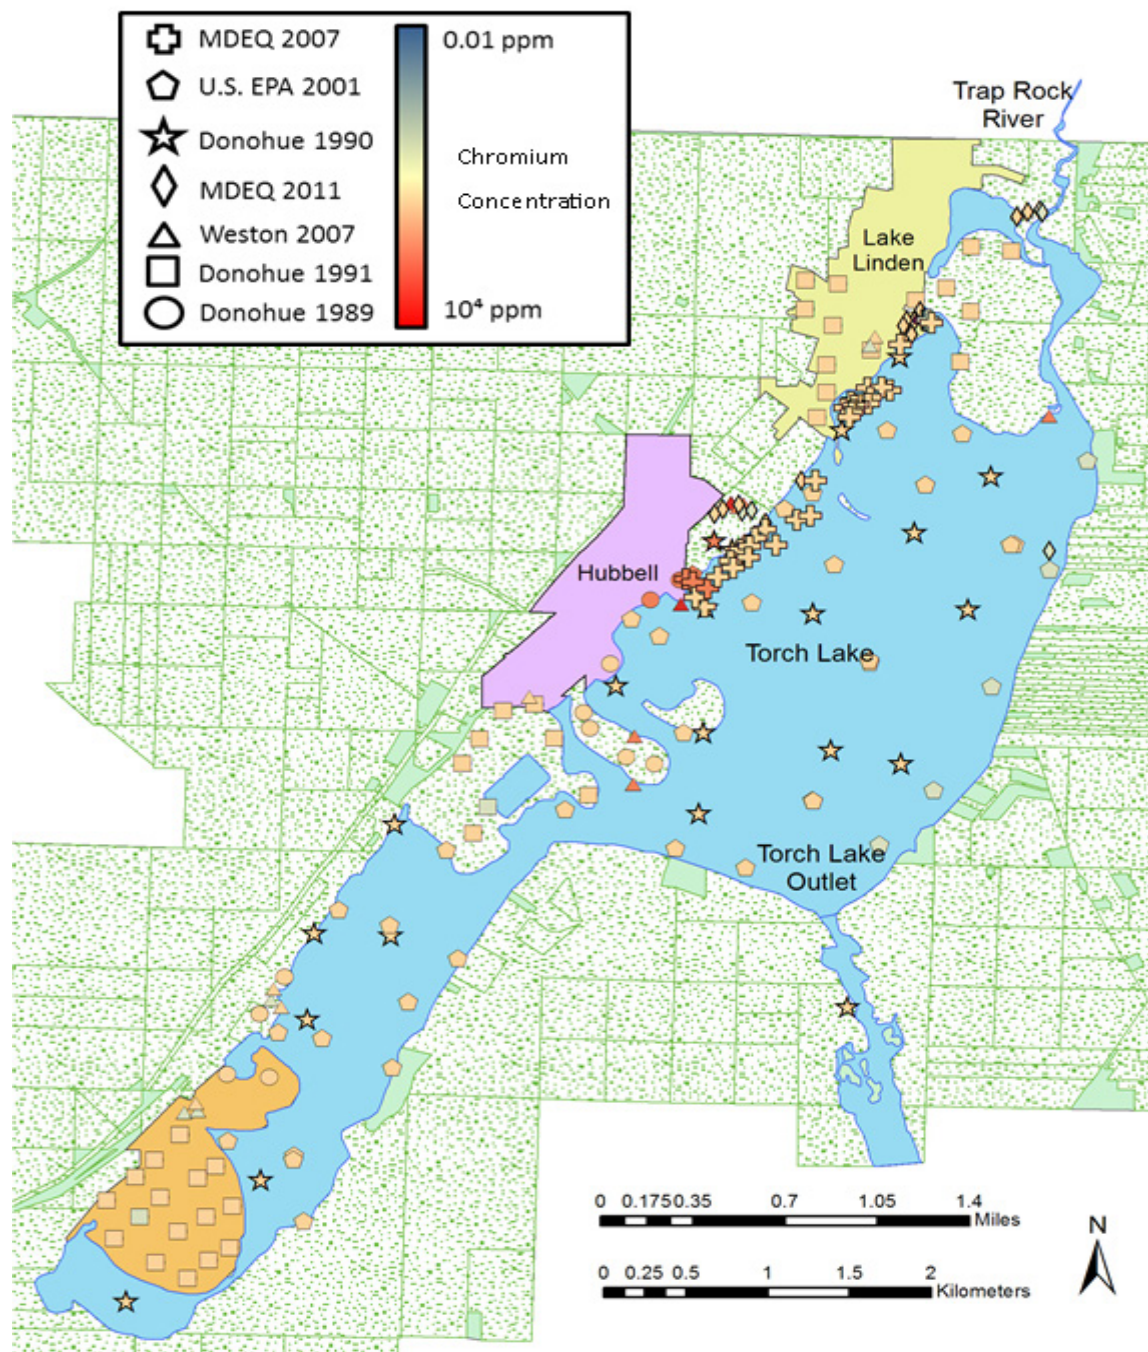 MDEQ 2007
U.S. EPA 2001
Donohue 1990
MDEQ 2011
Weston 2007
Donohue 1991
Donohue 1989
0.01 ppm
Chromium
Concentration
10⁴ ppm
Trap Rock
River
Lake
Linden
Hubbell
Torch Lake
Torch Lake
Outlet
0 0.175 0.35 0.7 1.05 1.4
Miles
0 0.25 0.5 1 1.5 2
Kilometers
N